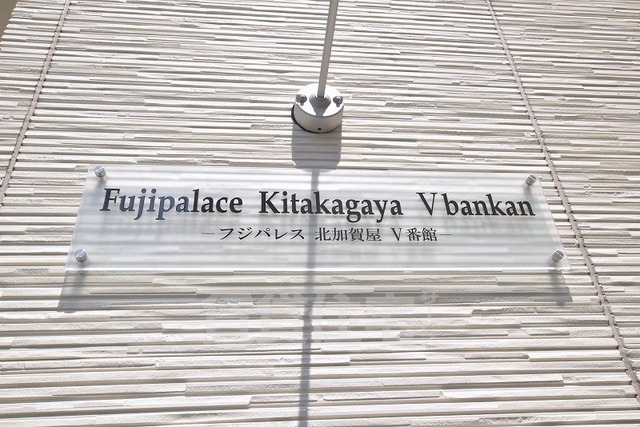 Fujipalace Kitakagaya Ⅴbankan
－フジパレス 北加賀屋 Ⅴ番館－